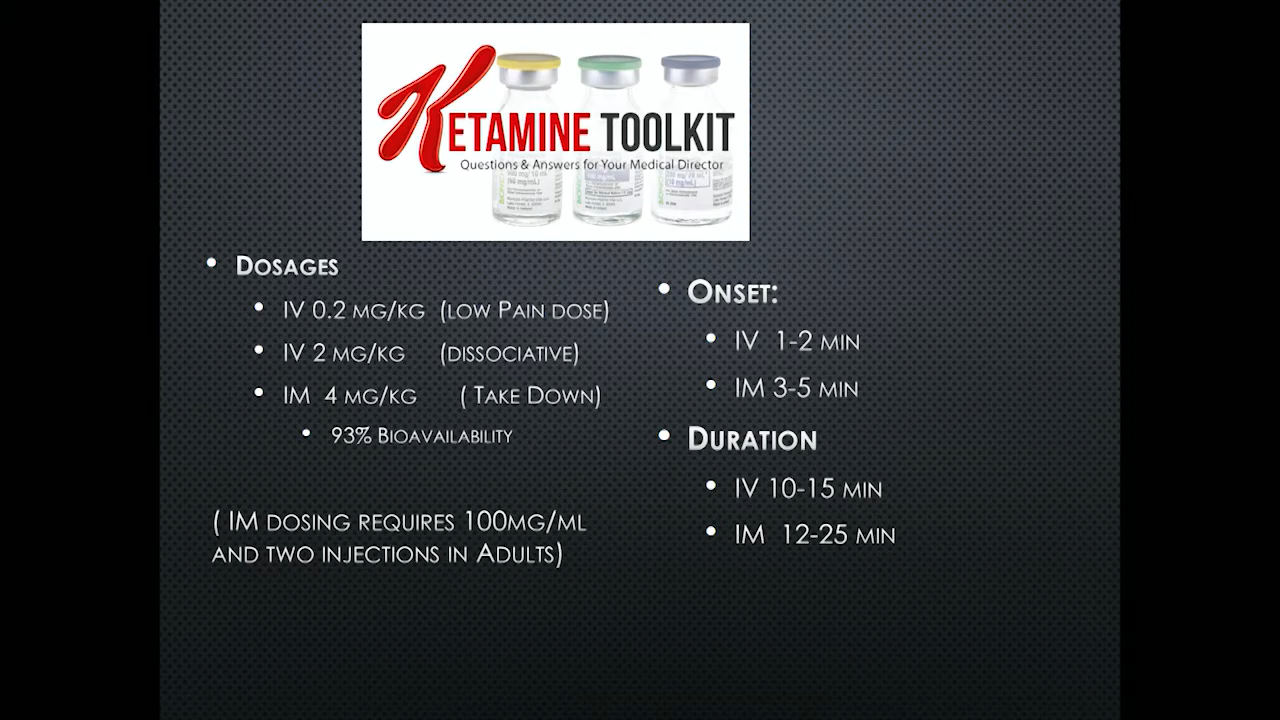 KETAMINE TOOLKIT
Questions & Answers for Your Medical Director
• DOSAGES
• IV 0.2 MG/KG (LOW PAIN DOSE)
• IV 2 MG/KG (DISSOCIATIVE)
• IM 4 MG/KG ( TAKE DOWN)
• 93% BIOAVAILABILITY
( IM DOSING REQUIRES 100MG/ML
AND TWO INJECTIONS IN ADULTS)
• ONSET:
• IV 1-2 MIN
• IM 3-5 MIN
• DURATION
• IV 10-15 MIN
• IM 12-25 MIN